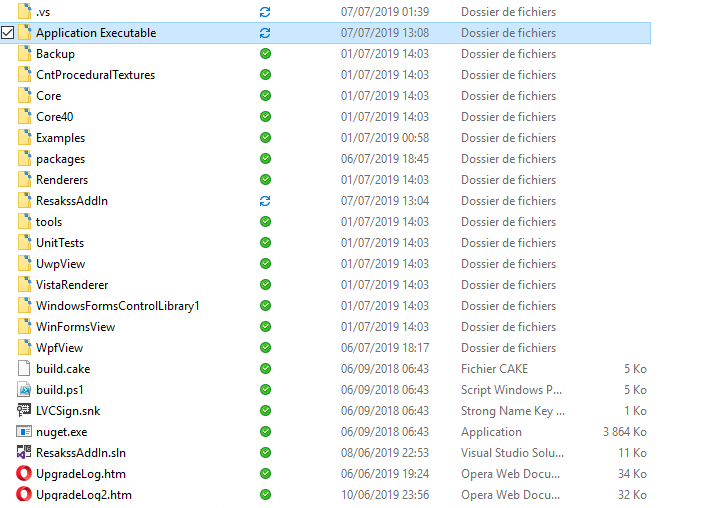 .vs 07/07/2019 01:39 Dossier de fichiers
Application Executable 07/07/2019 13:08 Dossier de fichiers
Backup 01/07/2019 14:03 Dossier de fichiers
CntProceduralTextures 01/07/2019 14:03 Dossier de fichiers
Core 01/07/2019 14:03 Dossier de fichiers
Core40 01/07/2019 14:03 Dossier de fichiers
Examples 01/07/2019 00:58 Dossier de fichiers
packages 06/07/2019 18:45 Dossier de fichiers
Renderers 01/07/2019 14:03 Dossier de fichiers
ResakssAddIn 07/07/2019 13:04 Dossier de fichiers
tools 01/07/2019 14:03 Dossier de fichiers
UnitTests 01/07/2019 14:03 Dossier de fichiers
UwpView 01/07/2019 14:03 Dossier de fichiers
VistaRenderer 01/07/2019 14:03 Dossier de fichiers
WindowsFormsControlLibrary1 01/07/2019 14:03 Dossier de fichiers
WinFormsView 01/07/2019 14:03 Dossier de fichiers
WpfView 06/07/2019 18:17 Dossier de fichiers
build.cake 06/09/2018 06:43 Fichier CAKE 5 Ko
build.ps1 06/09/2018 06:43 Script Windows P... 5 Ko
LVCSign.snk 06/09/2018 06:43 Strong Name Key ... 1 Ko
nuget.exe 06/09/2018 06:43 Application 3 864 Ko
ResakssAddIn.sln 08/06/2019 22:53 Visual Studio Solu... 11 Ko
UpgradeLog.htm 06/06/2019 19:24 Opera Web Docu... 34 Ko
UpgradeLog2.htm 10/06/2019 23:56 Opera Web Docu... 32 Ko